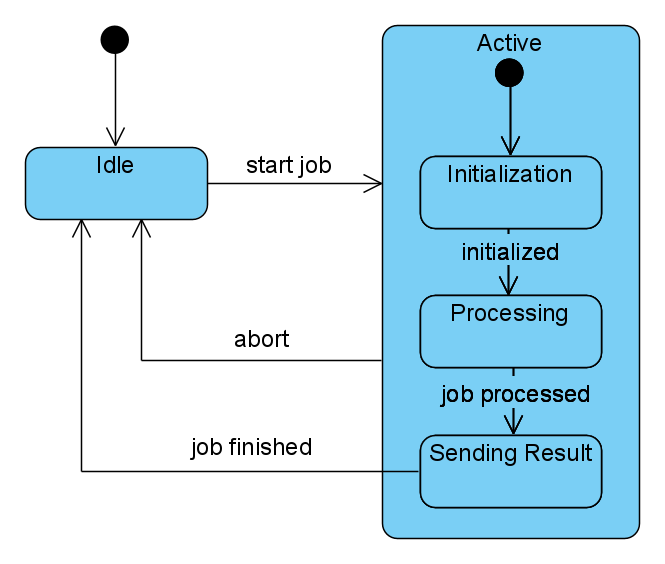 Active
Idle
start job
Initialization
initialized
Processing
abort
job processed
job finished
Sending Result